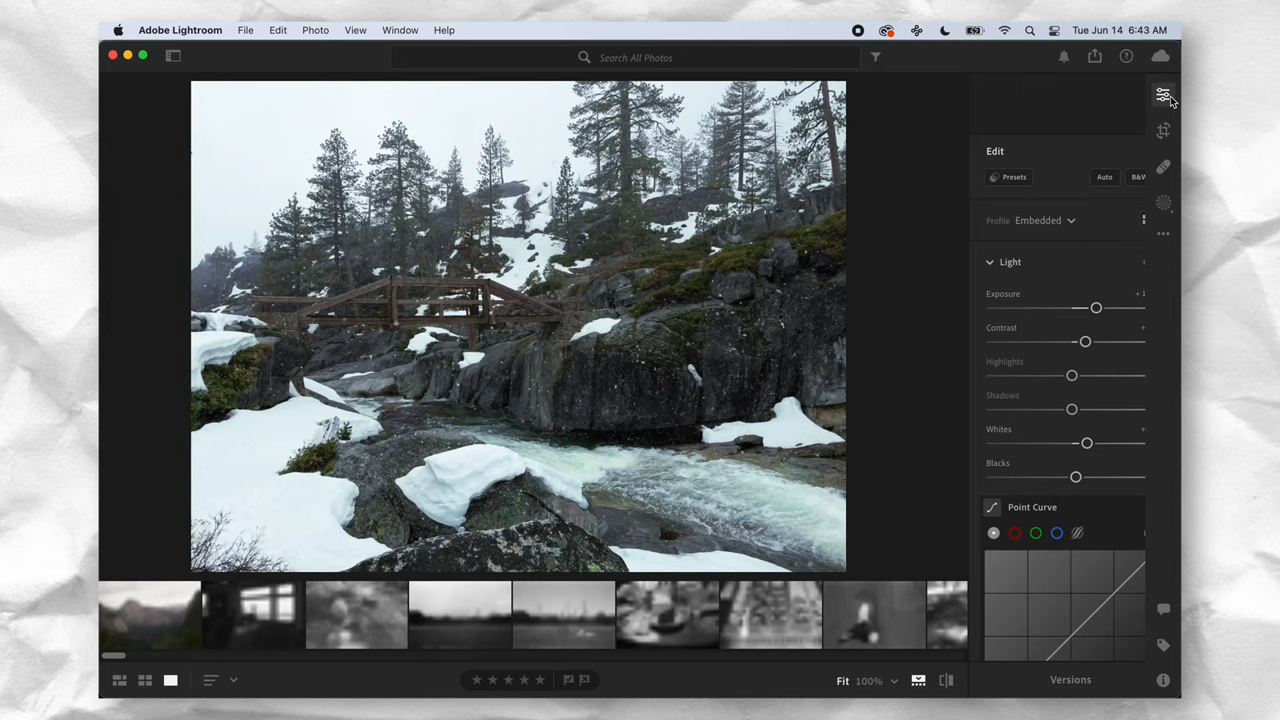 Adobe Lightroom File Edit Photo View Window Help Tue Jun 14 6:43 AM
Search All Photos
Edit
Presets Auto B&W
Profile Embedded
Light
Exposure + 1
Contrast +
Highlights
Shadows
Whites +
Blacks
Point Curve
Fit 100% Versions